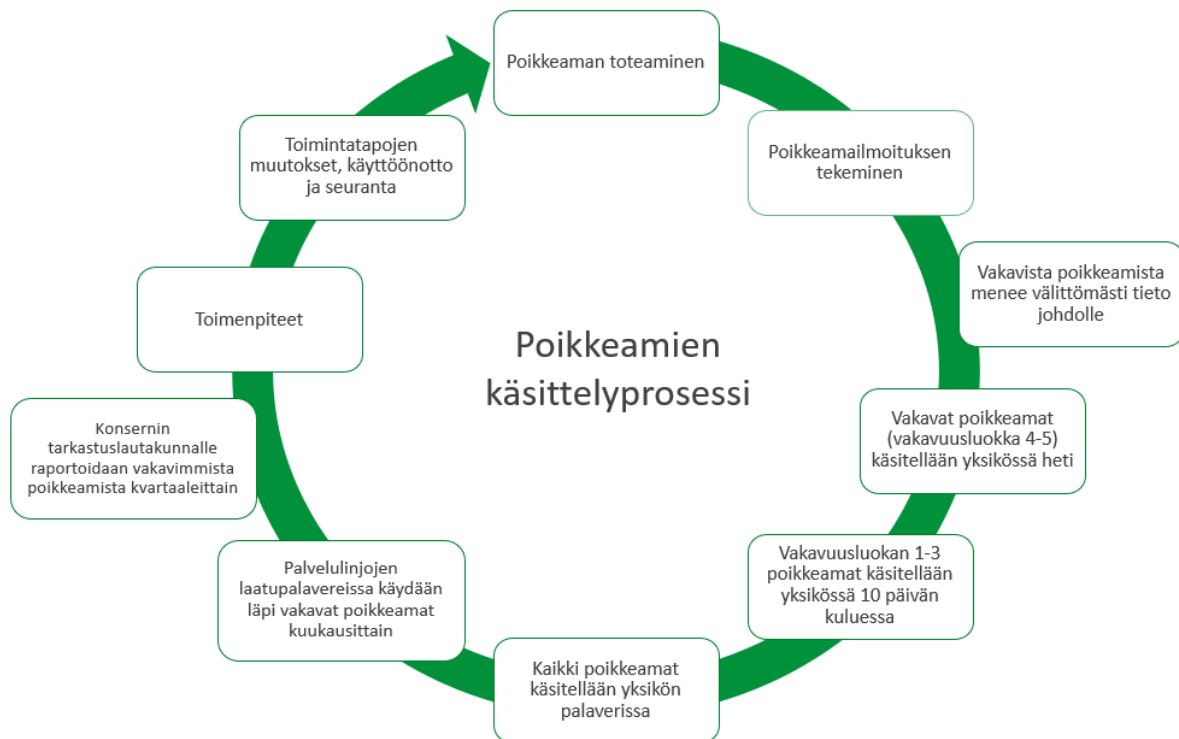 Poikkeaman toteaminen
Poikkeamailmoituksen
tekeminen
Vakavista poikkeamista
menee välittömästi tieto
johdolle
Vakavat poikkeamat
(vakavuusluokka 4-5)
käsitellään yksikössä heti
Vakavuusluokan 1-3
poikkeamat käsitellään
yksikössä 10 päivän
kuluessa
Kaikki poikkeamat
käsitellään yksikön
palaverissa
Palvelulinjojen
laatupalavereissa käydään
läpi vakavat poikkeamat
kuukausittain
Konsernin
tarkastuslautakunnalle
raportoidaan vakavimmista
poikkeamista kvartaaleittain
Toimenpiteet
Toimintatapojen
muutokset, käyttöönotto
ja seuranta
Poikkeamien
käsittelyprosessi